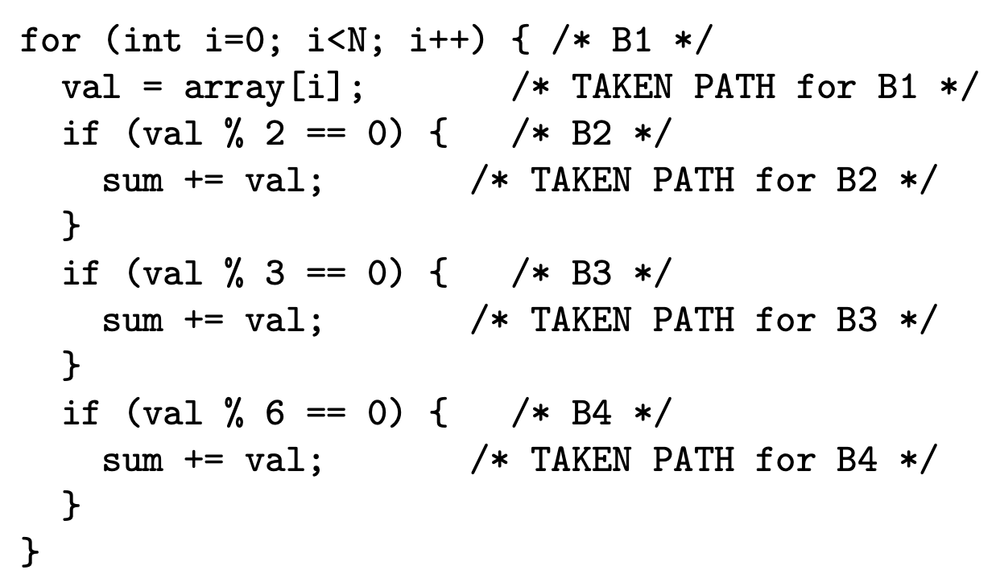 for (int i=0; i<N; i++) { /* B1 */
  val = array[i];       /* TAKEN PATH for B1 */
  if (val % 2 == 0) {   /* B2 */
    sum += val;       /* TAKEN PATH for B2 */
  }
  if (val % 3 == 0) {   /* B3 */
    sum += val;       /* TAKEN PATH for B3 */
  }
  if (val % 6 == 0) {   /* B4 */
    sum += val;       /* TAKEN PATH for B4 */
  }
}